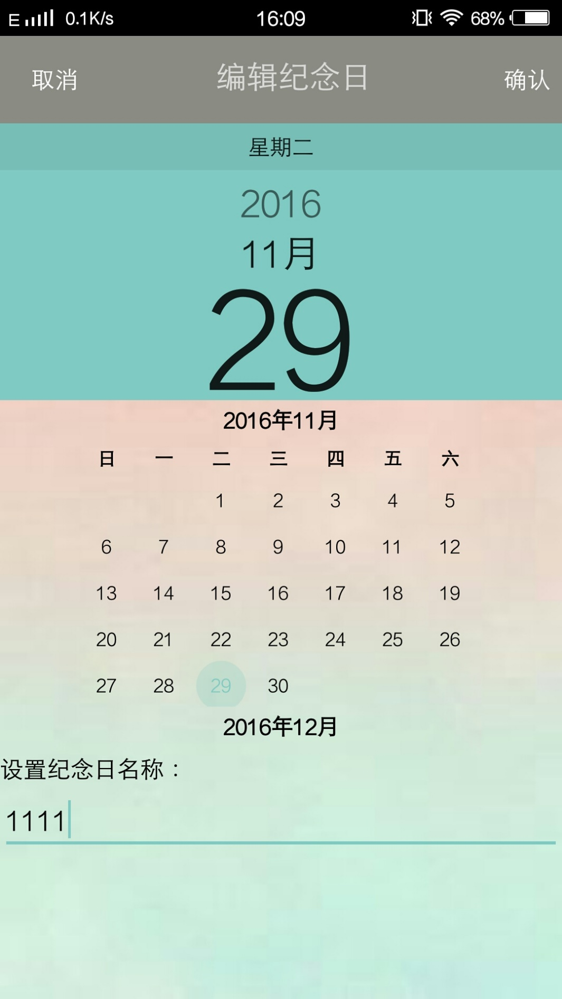 E 0.1K/s 16:09 68%
取消 编辑纪念日 确认
星期二
2016
11月
29
2016年11月
日 一 二 三 四 五 六
1 2 3 4 5
6 7 8 9 10 11 12
13 14 15 16 17 18 19
20 21 22 23 24 25 26
27 28 29 30
2016年12月
设置纪念日名称：
1111